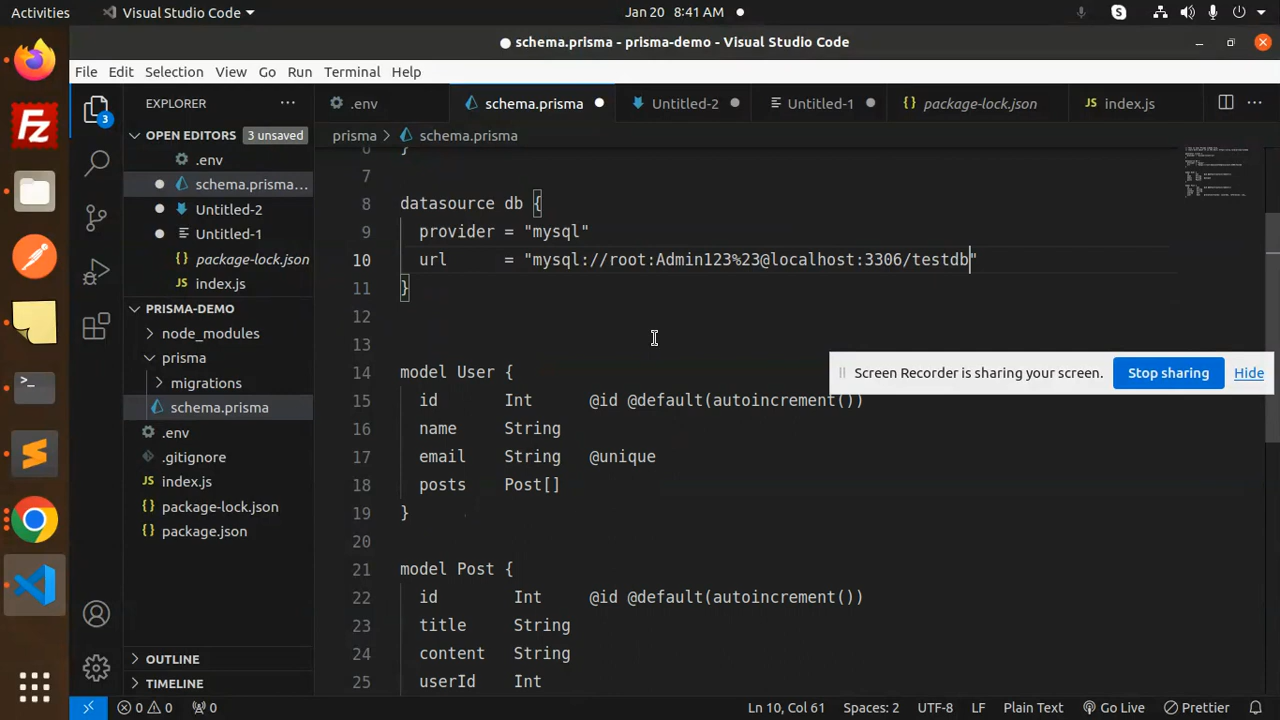 Activities Visual Studio Code Jan 20 8:41 AM
schema.prisma - prisma-demo - Visual Studio Code
File Edit Selection View Go Run Terminal Help
EXPLORER
.env schema.prisma Untitled-2 Untitled-1 package-lock.json index.js
OPEN EDITORS 3 unsaved
.env
schema.prisma...
Untitled-2
Untitled-1
package-lock.json
index.js
PRISMA-DEMO
node_modules
prisma
migrations
schema.prisma
.env
.gitignore
index.js
package-lock.json
package.json
OUTLINE
TIMELINE
3
prisma > schema.prisma
6 }
7
8 datasource db {
9 provider = "mysql"
10 url = "mysql://root:Admin123%23@localhost:3306/testdb"
11 }
12
13
14 model User {
15 id Int @id @default(autoincrement())
16 name String
17 email String @unique
18 posts Post[]
19 }
20
21 model Post {
22 id Int @id @default(autoincrement())
23 title String
24 content String
25 userId Int
Screen Recorder is sharing your screen. Stop sharing Hide
0 0 0 Ln 10, Col 61 Spaces: 2 UTF-8 LF Plain Text Go Live Prettier